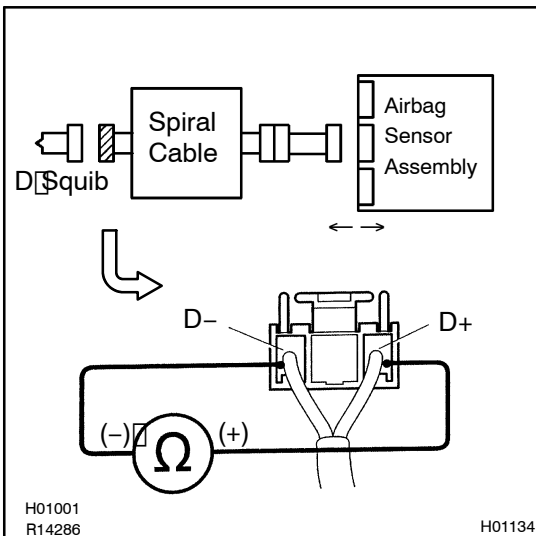 Spiral
Cable
Airbag
Sensor
Assembly
D□Squib
D−
D+
(−)□
Ω
(+)
H01001
R14286
H01134